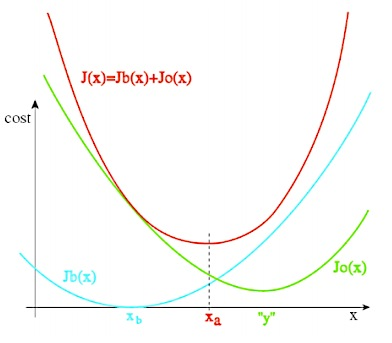 J(x)=Jb(x)+Jo(x)
cost
Jb(x)
Jo(x)
xb
xa
"y"
x